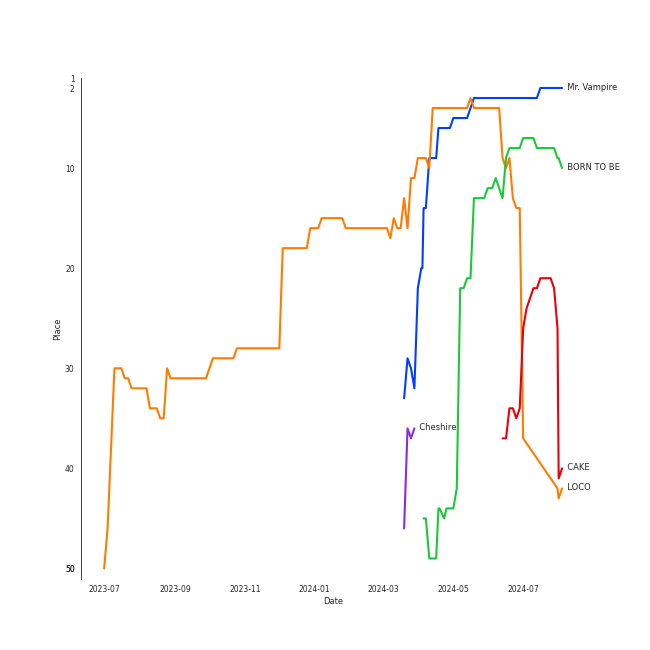 1
2
Mr. Vampire
10
BORN TO BE
20
Place
30
Cheshire
40
CAKE
LOCO
50
2023-07
2023-09
2023-11
2024-01
2024-03
2024-05
2024-07
Date